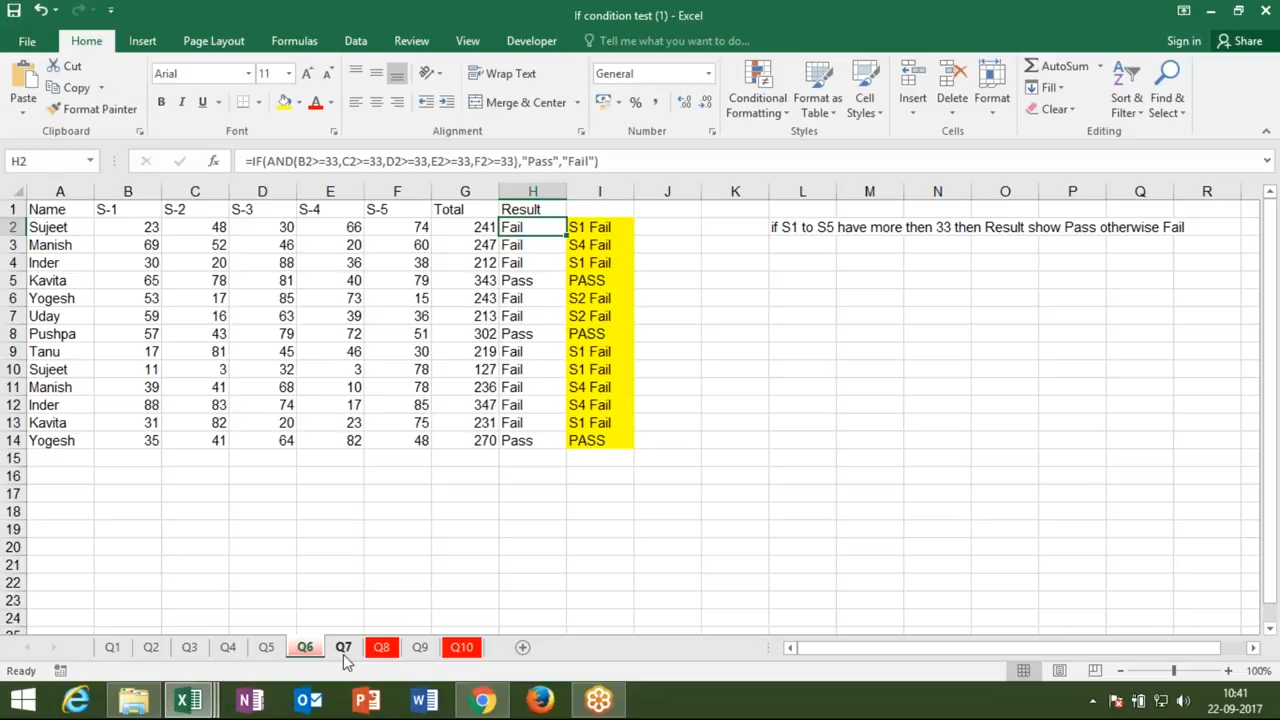 If condition test (1) - Excel
File Home Insert Page Layout Formulas Data Review View Developer Tell me what you want to do... Sign in Share
Paste Cut Copy Format Painter Clipboard
Arial 11 A A B I U A Font
Wrap Text Merge & Center Alignment
General % , Number
Conditional Formatting Format as Table Cell Styles Styles
Insert Delete Format Cells
AutoSum Fill Clear Sort & Filter Find & Select Editing
H2 fx =IF(AND(B2>=33,C2>=33,D2>=33,E2>=33,F2>=33),"Pass","Fail")
A B C D E F G H I J K L M N O P Q R
1 Name S-1 S-2 S-3 S-4 S-5 Total Result
2 Sujeet 23 48 30 66 74 241 Fail S1 Fail if S1 to S5 have more then 33 then Result show Pass otherwise Fail
3 Manish 69 52 46 20 60 247 Fail S4 Fail
4 Inder 30 20 88 36 38 212 Fail S1 Fail
5 Kavita 65 78 81 40 79 343 Pass PASS
6 Yogesh 53 17 85 73 15 243 Fail S2 Fail
7 Uday 59 16 63 39 36 213 Fail S2 Fail
8 Pushpa 57 43 79 72 51 302 Pass PASS
9 Tanu 17 81 45 46 30 219 Fail S1 Fail
10 Sujeet 11 3 32 3 78 127 Fail S1 Fail
11 Manish 39 41 68 10 78 236 Fail S4 Fail
12 Inder 88 83 74 17 85 347 Fail S4 Fail
13 Kavita 31 82 20 23 75 231 Fail S1 Fail
14 Yogesh 35 41 64 82 48 270 Pass PASS
15
16
17
18
19
20
21
22
23
24
Q1 Q2 Q3 Q4 Q5 Q6 Q7 Q8 Q9 Q10
Ready 100%
10:41
22-09-2017